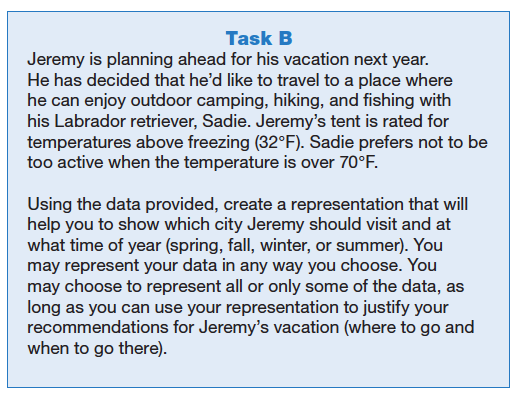 Task B
Jeremy is planning ahead for his vacation next year.
He has decided that he'd like to travel to a place where
he can enjoy outdoor camping, hiking, and fishing with
his Labrador retriever, Sadie. Jeremy's tent is rated for
temperatures above freezing (32°F). Sadie prefers not to be
too active when the temperature is over 70°F.
Using the data provided, create a representation that will
help you to show which city Jeremy should visit and at
what time of year (spring, fall, winter, or summer). You
may represent your data in any way you choose. You
may choose to represent all or only some of the data, as
long as you can use your representation to justify your
recommendations for Jeremy's vacation (where to go and
when to go there).